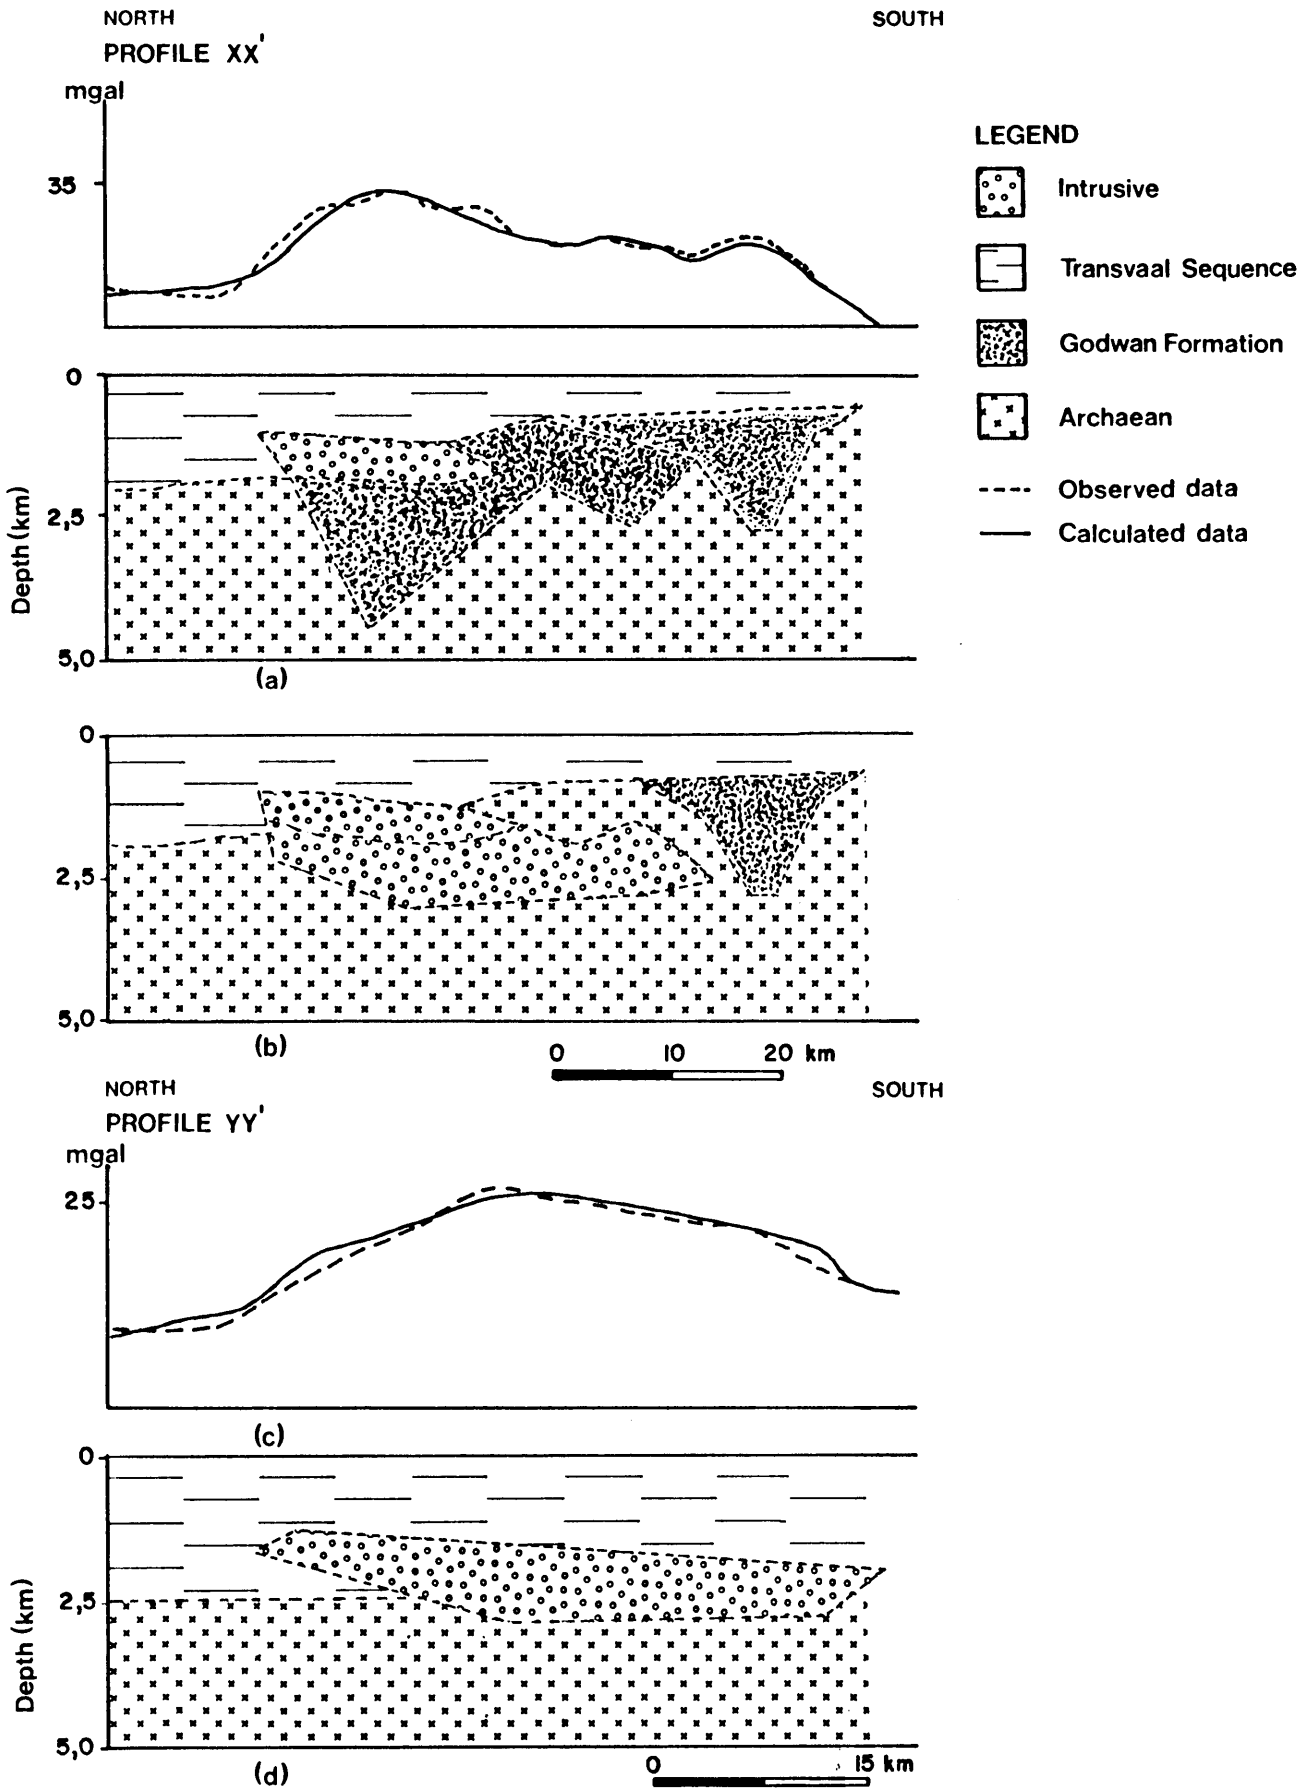 NORTH SOUTH
PROFILE XX'
mgal
35
LEGEND
Intrusive
Transvaal Sequence
Godwan Formation
Archaean
Observed data
Calculated data
0
2,5
5,0
Depth (km)
(a)
0
2,5
5,0
(b)
0 10 20 km
NORTH SOUTH
PROFILE YY'
mgal
25
(c)
0
2,5
5,0
Depth (km)
(d)
0 15 km